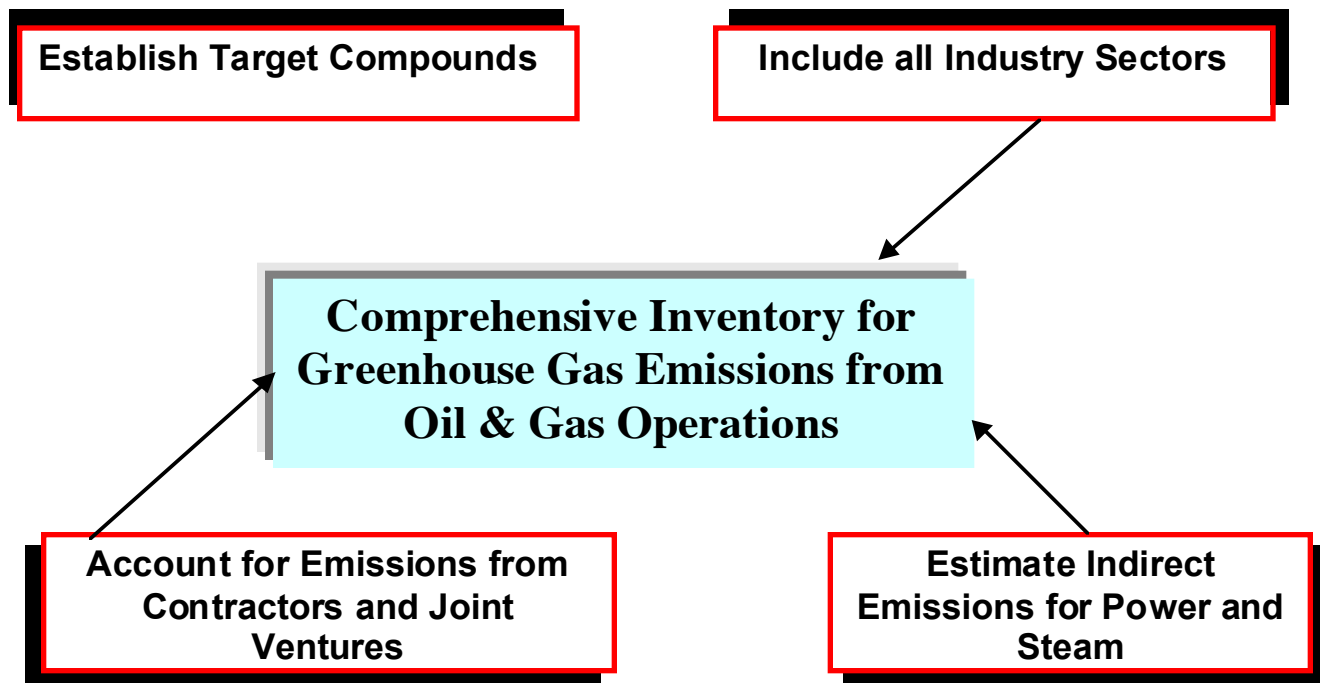 Establish Target Compounds
Include all Industry Sectors
Comprehensive Inventory for
Greenhouse Gas Emissions from
Oil & Gas Operations
Account for Emissions from
Contractors and Joint
Ventures
Estimate Indirect
Emissions for Power and
Steam